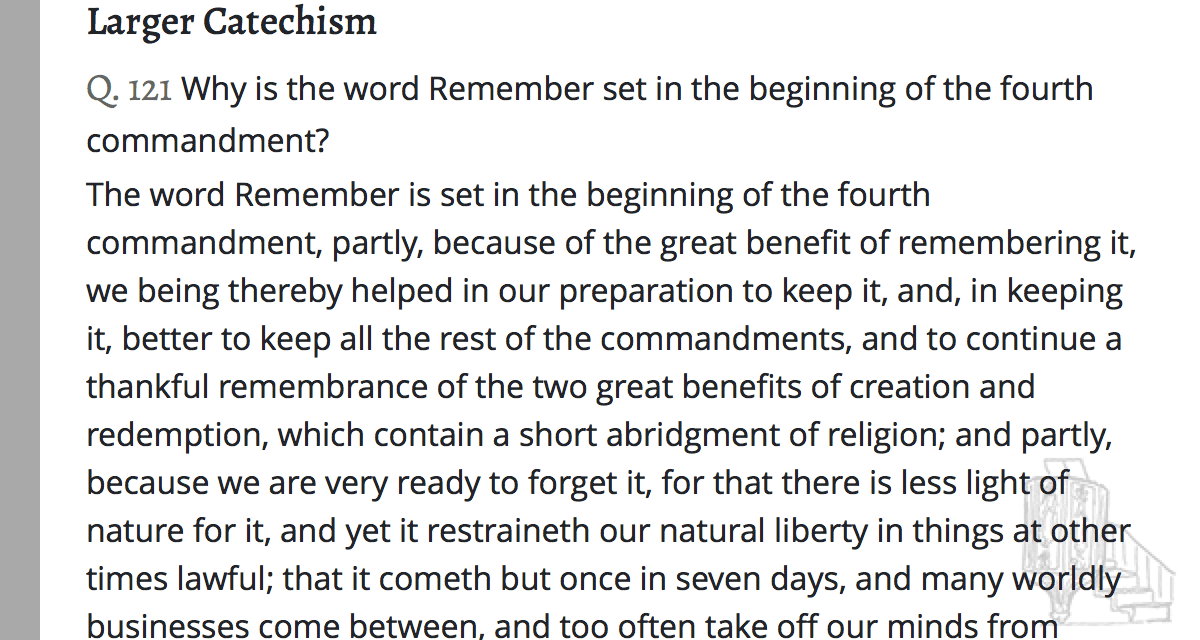 Larger Catechism
Q. 121 Why is the word Remember set in the beginning of the fourth
commandment?
The word Remember is set in the beginning of the fourth
commandment, partly, because of the great benefit of remembering it,
we being thereby helped in our preparation to keep it, and, in keeping
it, better to keep all the rest of the commandments, and to continue a
thankful remembrance of the two great benefits of creation and
redemption, which contain a short abridgment of religion; and partly,
because we are very ready to forget it, for that there is less light of
nature for it, and yet it restraineth our natural liberty in things at other
times lawful; that it cometh but once in seven days, and many worldly
businesses come between, and too often take off our minds from